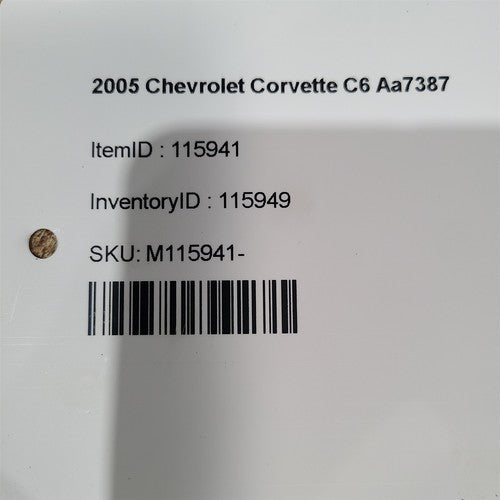 2005 Chevrolet Corvette C6 Aa7387
ItemID : 115941
InventoryID : 115949
SKU: M115941-